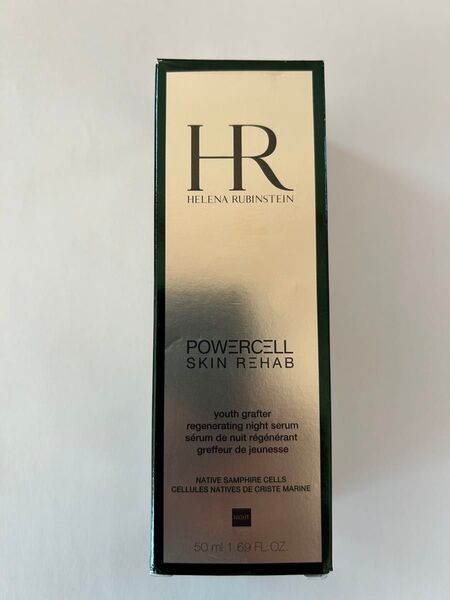 HR
HELENA RUBINSTEIN
POWERCELL
SKIN REHAB
youth grafter
regenerating night serum
sérum de nuit régénérant
greffeur de jeunesse
NATIVE SAMPHIRE CELLS
CELLULES NATIVES DE CRISTE MARINE
NIGHT
50 ml 1.69 FL.OZ.